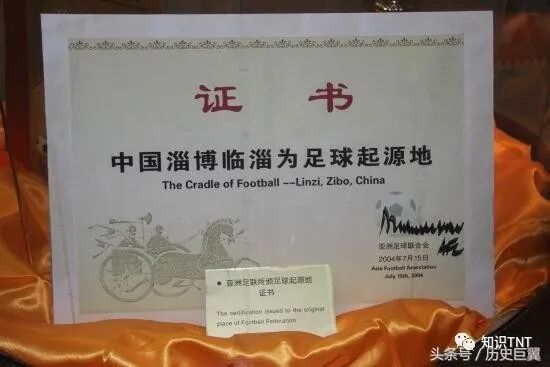 证 书
中国淄博临淄为足球起源地
The Cradle of Football --Linzi, Zibo, China
亚洲足球联合会
2004年7月15日
Asia Football Association
July 15th, 2004
● 亚洲足联所颁足球起源地
证书
The certification issued to the original
place of Football Federation
知识TNT
头条号 / 历史巨翼